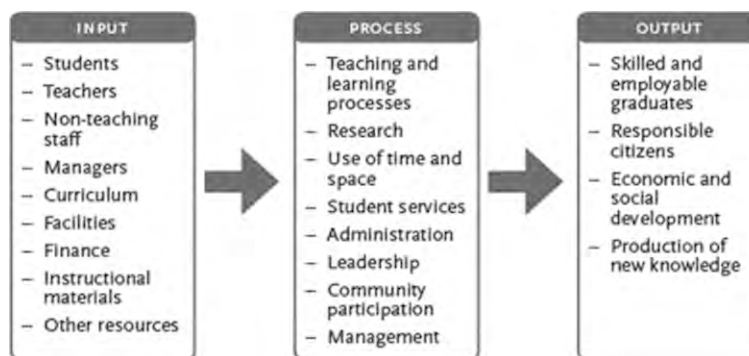 INPUT
– Students
– Teachers
– Non-teaching
staff
– Managers
– Curriculum
– Facilities
– Finance
– Instructional
materials
– Other resources
PROCESS
– Teaching and
learning
processes
– Research
– Use of time and
space
– Student services
– Administration
– Leadership
– Community
participation
– Management
OUTPUT
– Skilled and
employable
graduates
– Responsible
citizens
– Economic and
social
development
– Production of
new knowledge